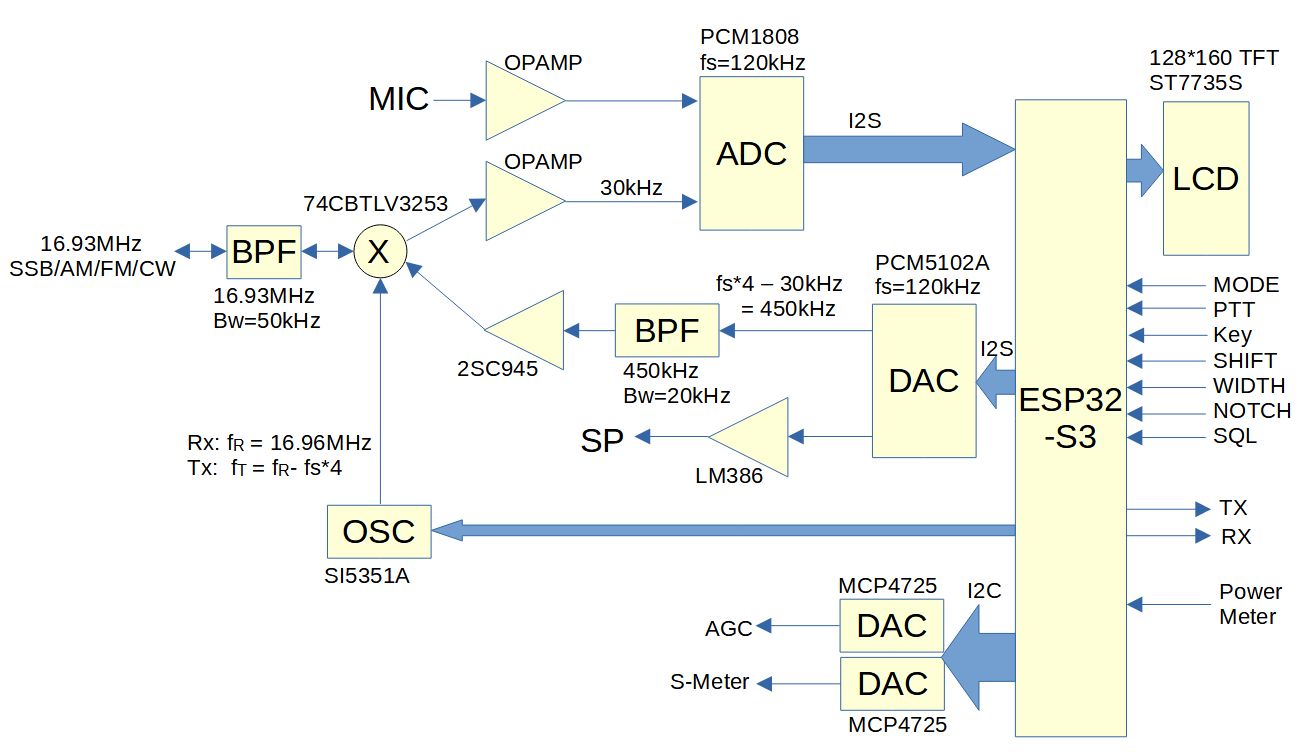 PCM1808
fs=120kHz
OPAMP
MIC
ADC
I2S
128*160 TFT
ST7735S
LCD
OPAMP
30kHz
74CBTLV3253
16.93MHz
SSB/AM/FM/CW
BPF
X
16.93MHz
Bw=50kHz
PCM5102A
fs=120kHz
fs*4 – 30kHz
= 450kHz
BPF
450kHz
Bw=20kHz
2SC945
DAC
I2S
ESP32
-S3
MODE
PTT
Key
SHIFT
WIDTH
NOTCH
SQL
SP
LM386
Rx: fR = 16.96MHz
Tx: fT = fR- fs*4
OSC
SI5351A
TX
RX
Power
Meter
MCP4725
I2C
DAC
AGC
DAC
S-Meter
MCP4725